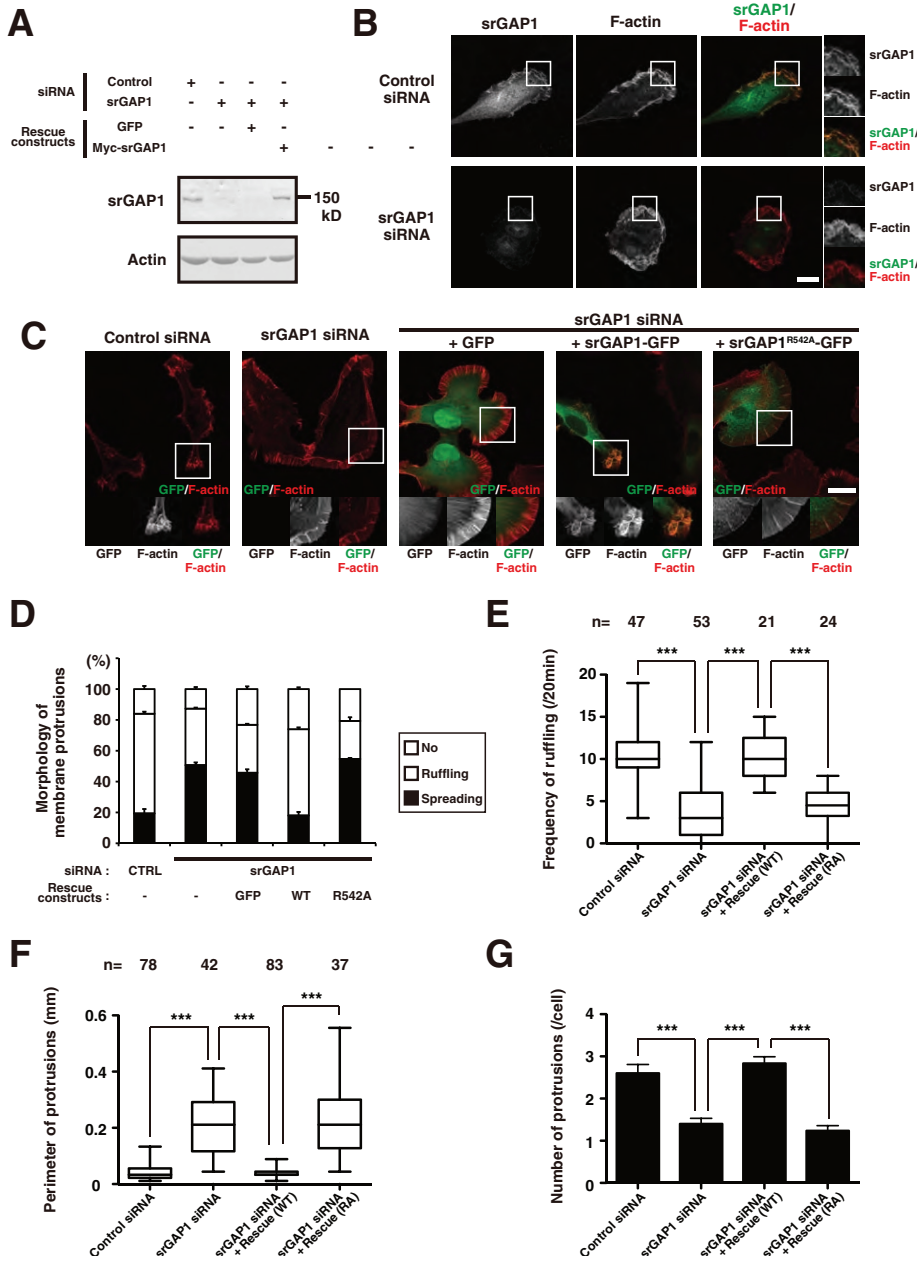 A
siRNA
Control + - - -
srGAP1 - + + +
Rescue constructs
GFP - - + -
Myc-srGAP1 + - - -
srGAP1
150 kD
Actin
B
srGAP1
F-actin
srGAP1/
F-actin
Control
siRNA
srGAP1
F-actin
srGAP1/
F-actin
srGAP1
siRNA
srGAP1
F-actin
srGAP1/
F-actin
C
Control siRNA
srGAP1 siRNA
srGAP1 siRNA
+ GFP
+ srGAP1-GFP
+ srGAP1R542A-GFP
GFP/F-actin
GFP/F-actin
GFP/F-actin
GFP/F-actin
GFP/F-actin
GFP F-actin GFP/
F-actin
GFP F-actin GFP/
F-actin
GFP F-actin GFP/
F-actin
GFP F-actin GFP/
F-actin
GFP F-actin GFP/
F-actin
D
(%)
100
80
60
40
20
0
Morphology of
membrane protrusions
No
Ruffling
Spreading
siRNA : CTRL srGAP1
Rescue
constructs : - - GFP WT R542A
E
n= 47 53 21 24
*** *** ***
20
15
10
5
0
Frequency of ruffling (/20min)
Control siRNA
srGAP1 siRNA
srGAP1 siRNA
+ Rescue (WT)
srGAP1 siRNA
+ Rescue (RA)
F
n= 78 42 83 37
*** *** ***
0.6
0.4
0.2
0
Perimeter of protrusions (mm)
Control siRNA
srGAP1 siRNA
srGAP1 siRNA
+ Rescue (WT)
srGAP1 siRNA
+ Rescue (RA)
G
*** *** ***
4
3
2
1
0
Number of protrusions (/cell)
Control siRNA
srGAP1 siRNA
srGAP1 siRNA
+ Rescue (WT)
srGAP1 siRNA
+ Rescue (RA)